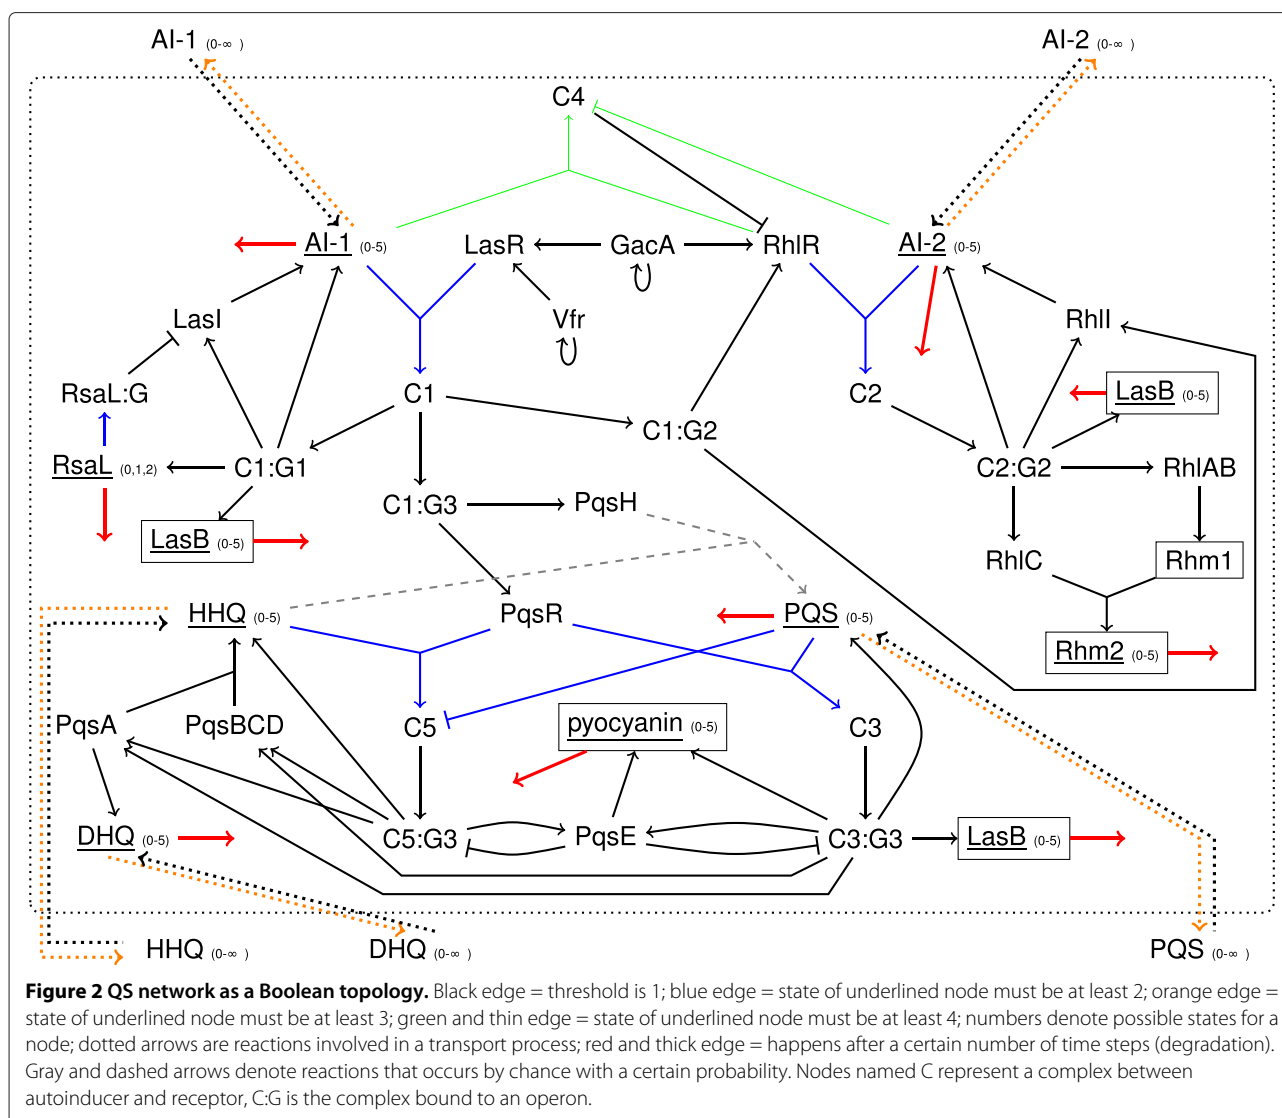 AI-1 (0-∞ )
AI-2 (0-∞ )
C4
AI-1 (0-5)
LasR
GacA
RhlR
AI-2 (0-5)
LasI
Vfr
RhlI
RsaL:G
C1
C2
LasB (0-5)
C1:G2
RsaL (0,1,2)
C1:G1
C2:G2
RhlAB
C1:G3
PqsH
LasB (0-5)
RhlC
Rhm1
HHQ (0-5)
PqsR
PQS (0-5)
Rhm2 (0-5)
PqsA
PqsBCD
C5
pyocyanin (0-5)
C3
DHQ (0-5)
C5:G3
PqsE
C3:G3
LasB (0-5)
HHQ (0-∞ )
DHQ (0-∞ )
PQS (0-∞ )
Figure 2 QS network as a Boolean topology. Black edge = threshold is 1; blue edge = state of underlined node must be at least 2; orange edge =
state of underlined node must be at least 3; green and thin edge = state of underlined node must be at least 4; numbers denote possible states for a
node; dotted arrows are reactions involved in a transport process; red and thick edge = happens after a certain number of time steps (degradation).
Gray and dashed arrows denote reactions that occurs by chance with a certain probability. Nodes named C represent a complex between
autoinducer and receptor, C:G is the complex bound to an operon.